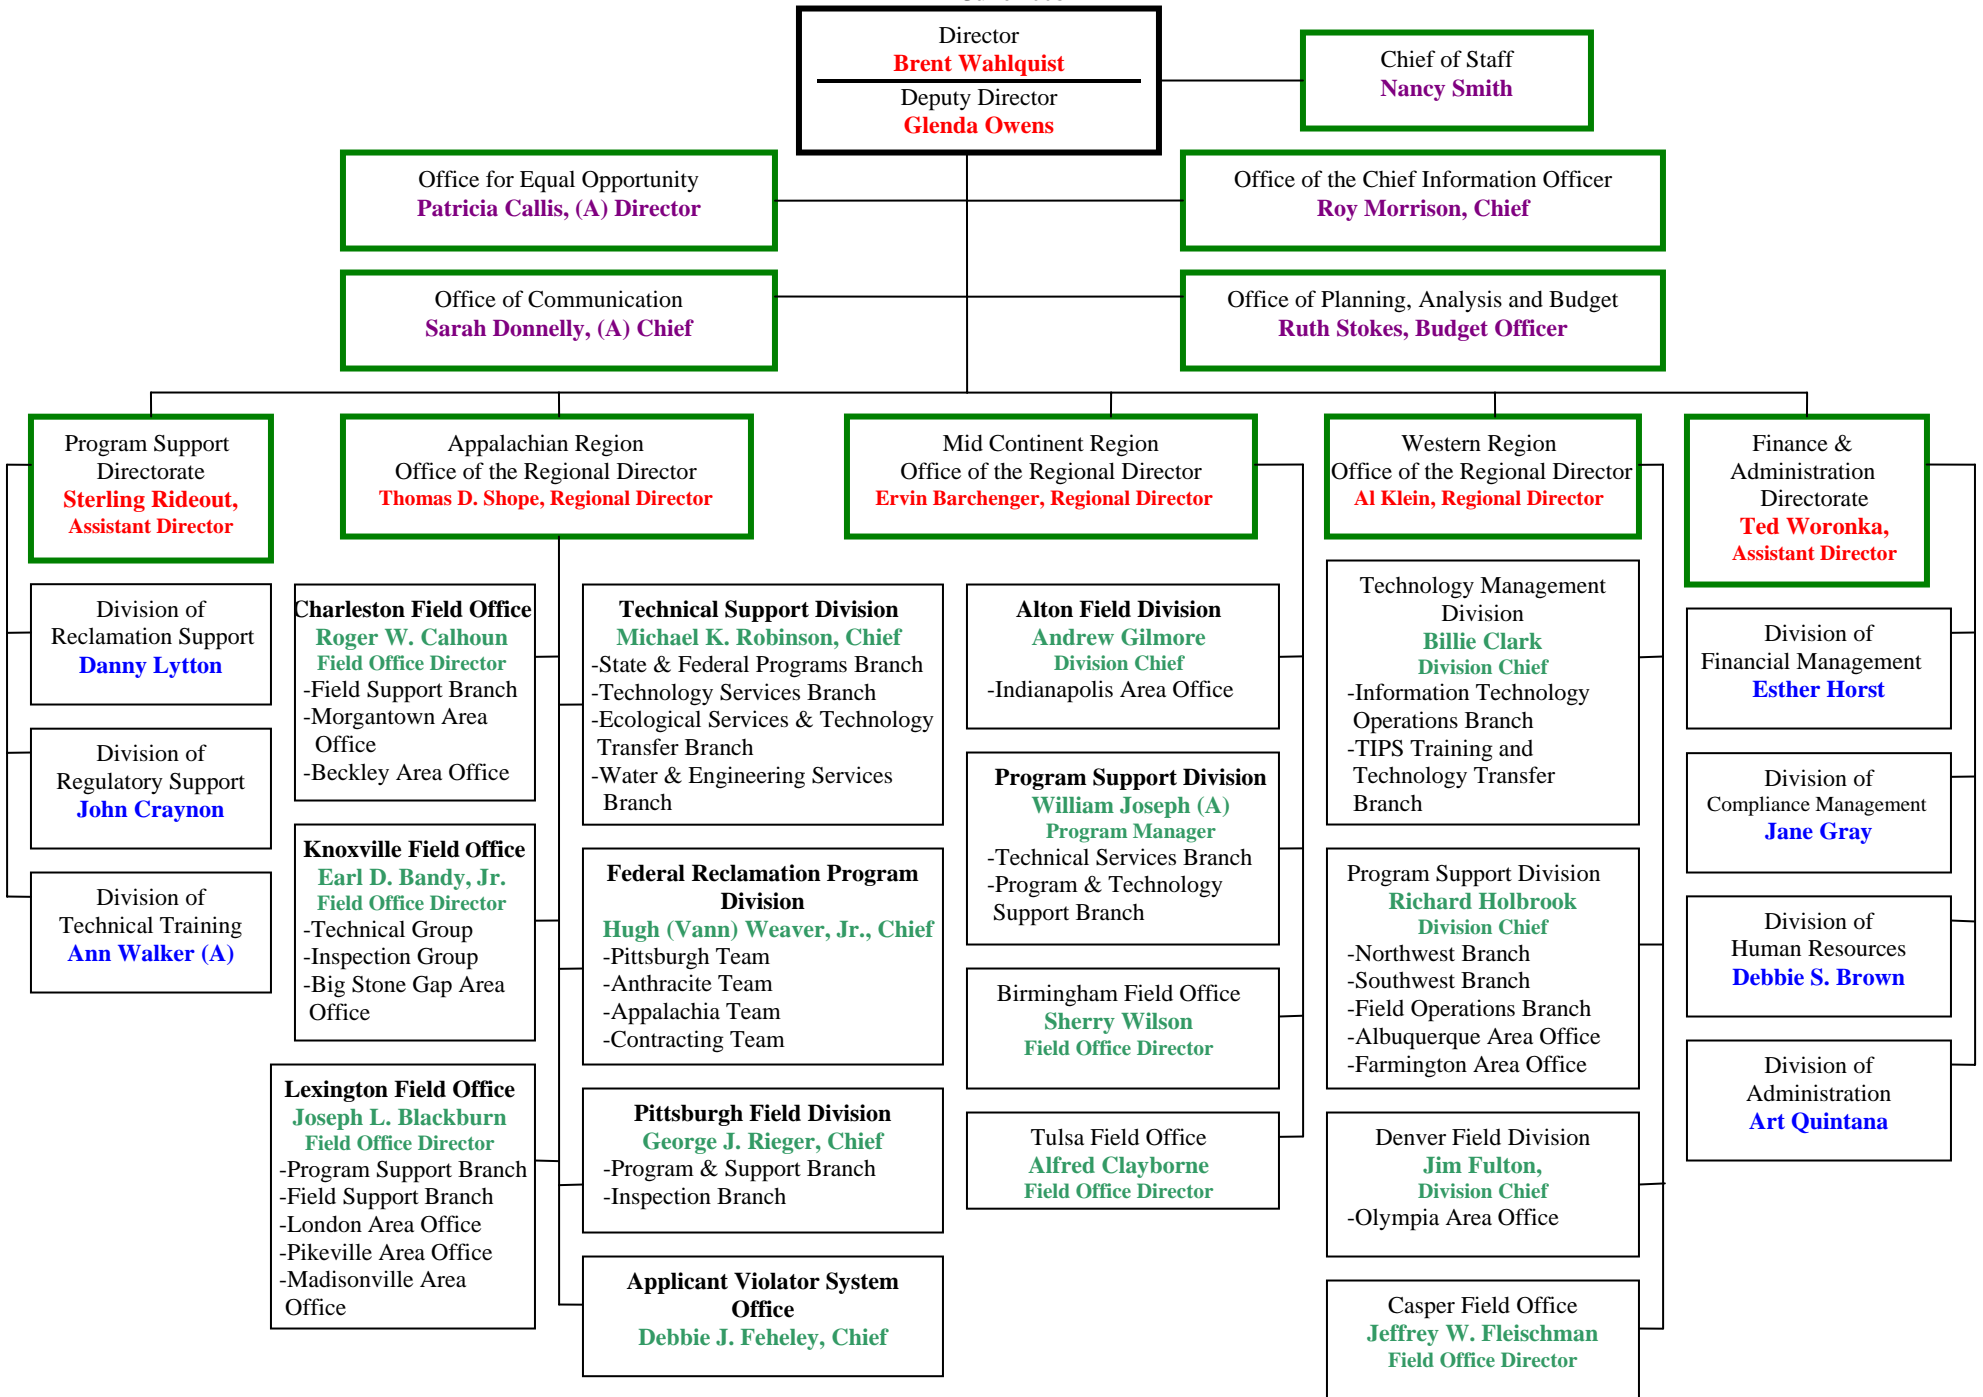 Director
Brent Wahlquist
Deputy Director
Glenda Owens
Chief of Staff
Nancy Smith
Office for Equal Opportunity
Patricia Callis, (A) Director
Office of the Chief Information Officer
Roy Morrison, Chief
Office of Communication
Sarah Donnelly, (A) Chief
Office of Planning, Analysis and Budget
Ruth Stokes, Budget Officer
Program Support
Directorate
Sterling Rideout,
Assistant Director
Appalachian Region
Office of the Regional Director
Thomas D. Shope, Regional Director
Mid Continent Region
Office of the Regional Director
Ervin Barchenger, Regional Director
Western Region
Office of the Regional Director
Al Klein, Regional Director
Finance &
Administration
Directorate
Ted Woronka,
Assistant Director
Division of
Reclamation Support
Danny Lytton
Division of
Regulatory Support
John Craynon
Division of
Technical Training
Ann Walker (A)
Charleston Field Office
Roger W. Calhoun
Field Office Director
-Field Support Branch
-Morgantown Area
Office
-Beckley Area Office
Knoxville Field Office
Earl D. Bandy, Jr.
Field Office Director
-Technical Group
-Inspection Group
-Big Stone Gap Area
Office
Lexington Field Office
Joseph L. Blackburn
Field Office Director
-Program Support Branch
-Field Support Branch
-London Area Office
-Pikeville Area Office
-Madisonville Area
Office
Technical Support Division
Michael K. Robinson, Chief
-State & Federal Programs Branch
-Technology Services Branch
-Ecological Services & Technology
Transfer Branch
-Water & Engineering Services
Branch
Federal Reclamation Program
Division
Hugh (Vann) Weaver, Jr., Chief
-Pittsburgh Team
-Anthracite Team
-Appalachia Team
-Contracting Team
Pittsburgh Field Division
George J. Rieger, Chief
-Program & Support Branch
-Inspection Branch
Applicant Violator System
Office
Debbie J. Feheley, Chief
Alton Field Division
Andrew Gilmore
Division Chief
-Indianapolis Area Office
Program Support Division
William Joseph (A)
Program Manager
-Technical Services Branch
-Program & Technology
Support Branch
Birmingham Field Office
Sherry Wilson
Field Office Director
Tulsa Field Office
Alfred Clayborne
Field Office Director
Technology Management
Division
Billie Clark
Division Chief
-Information Technology
Operations Branch
-TIPS Training and
Technology Transfer
Branch
Program Support Division
Richard Holbrook
Division Chief
-Northwest Branch
-Southwest Branch
-Field Operations Branch
-Albuquerque Area Office
-Farmington Area Office
Denver Field Division
Jim Fulton,
Division Chief
-Olympia Area Office
Casper Field Office
Jeffrey W. Fleischman
Field Office Director
Division of
Financial Management
Esther Horst
Division of
Compliance Management
Jane Gray
Division of
Human Resources
Debbie S. Brown
Division of
Administration
Art Quintana